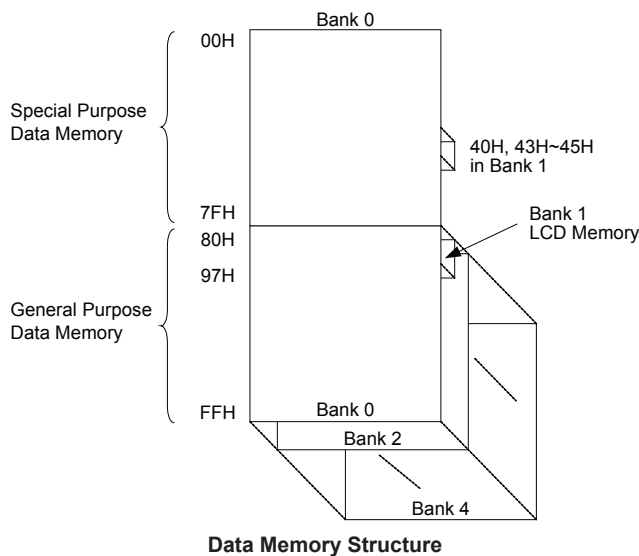 Bank 0
00H
Special Purpose
Data Memory
40H, 43H~45H
in Bank 1
7FH
80H
Bank 1
LCD Memory
97H
General Purpose
Data Memory
FFH
Bank 0
Bank 2
Bank 4
Data Memory Structure